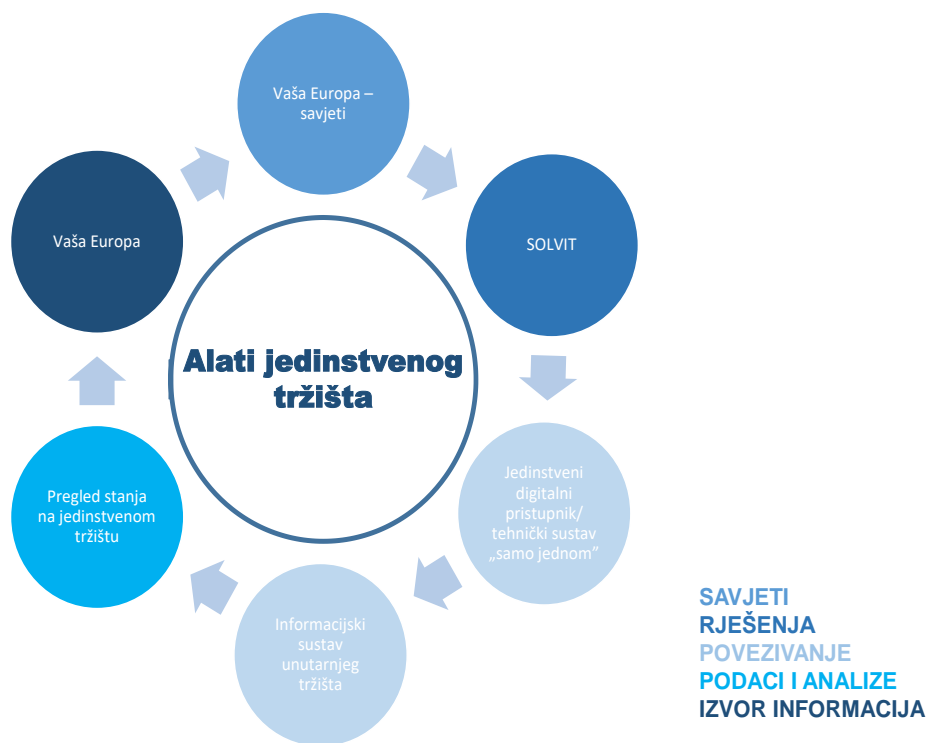 Vaša Europa –
savjeti
Vaša Europa
SOLVIT
Alati jedinstvenog
tržišta
Jedinstveni
digitalni
pristupnik/
tehnički sustav
„samo jednom”
Pregled stanja
na jedinstvenom
tržištu
Informacijski
sustav
unutarnjeg
tržišta
SAVJETI
RJEŠENJA
POVEZIVANJE
PODACI I ANALIZE
IZVOR INFORMACIJA